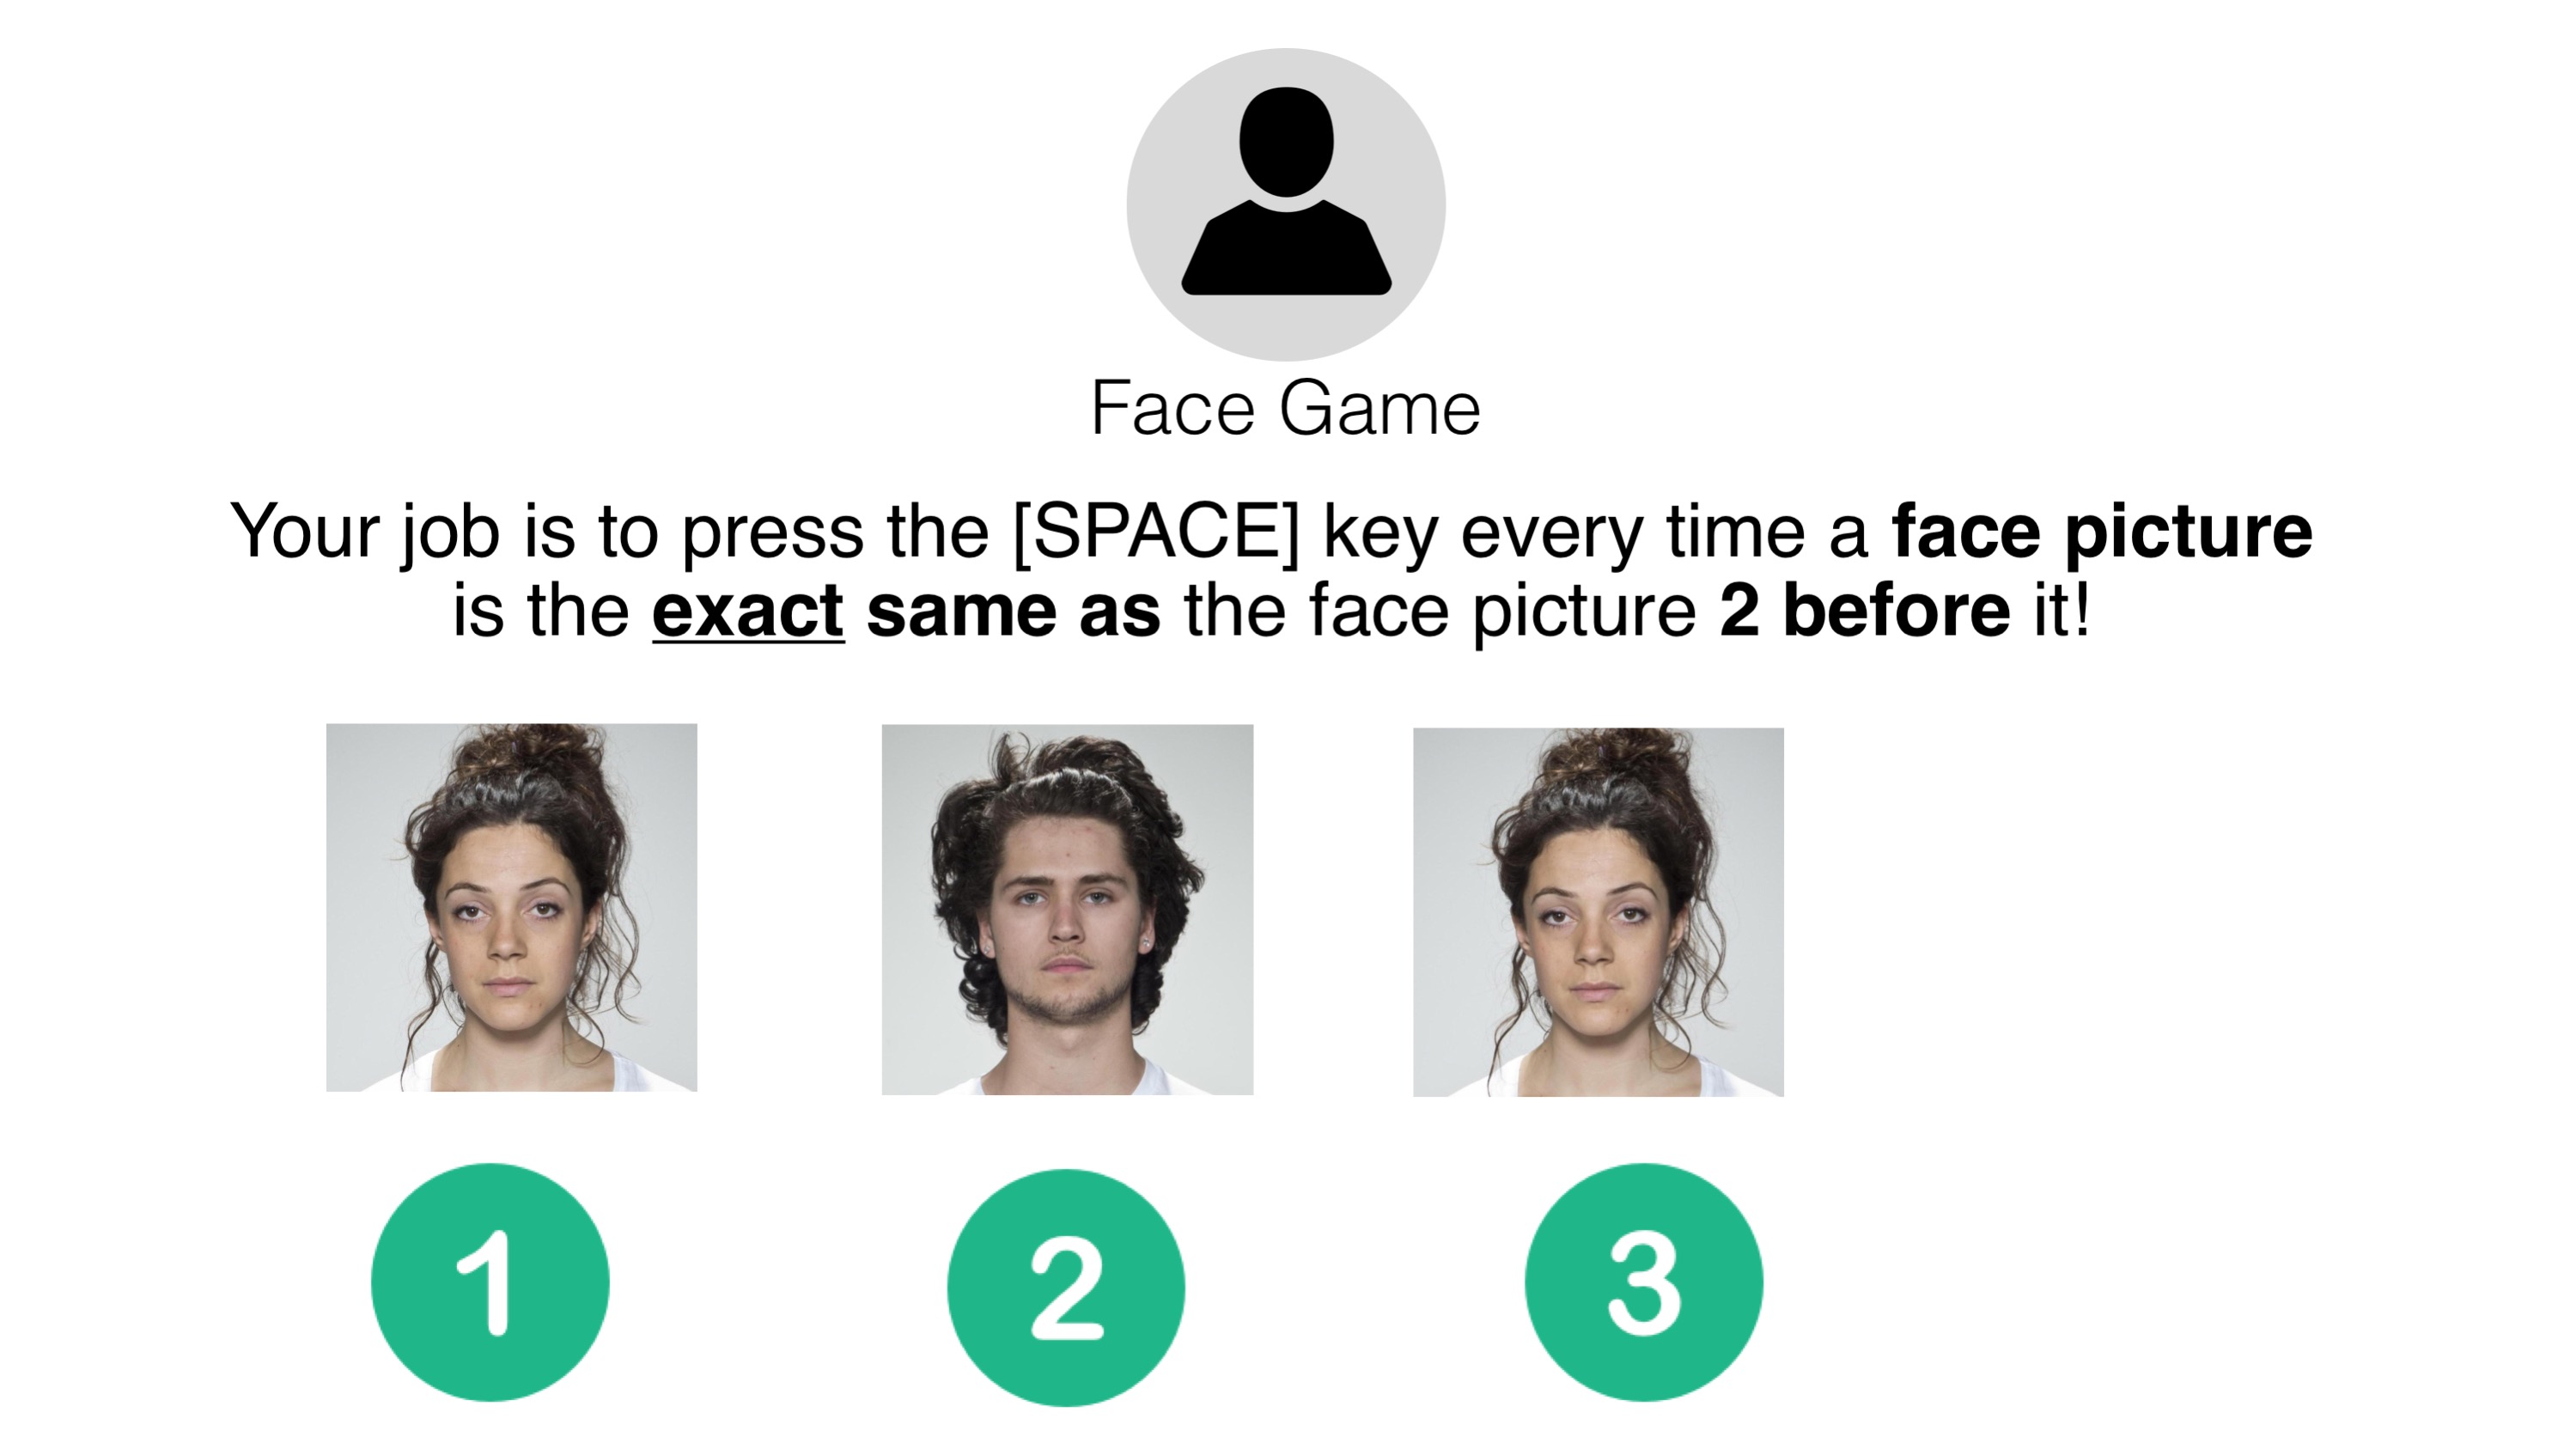 Face Game
Your job is to press the [SPACE] key every time a face picture
is the exact same as the face picture 2 before it!
1
2
3